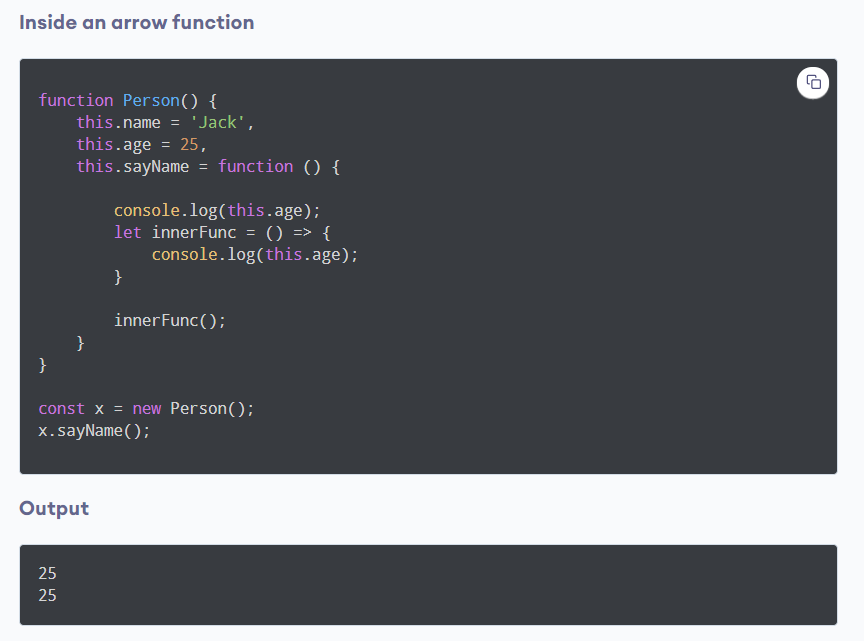 Inside an arrow function
function Person() {
    this.name = 'Jack',
    this.age = 25,
    this.sayName = function () {

        console.log(this.age);
        let innerFunc = () => {
            console.log(this.age);
        }

        innerFunc();
    }
}

const x = new Person();
x.sayName();
Output
25
25